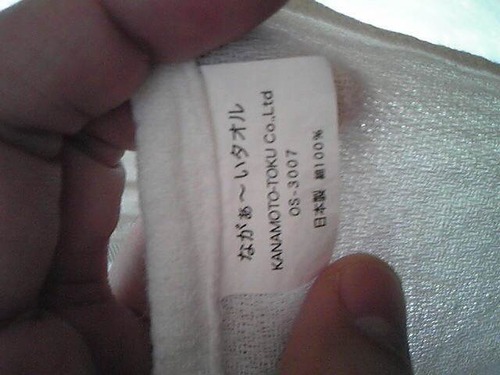 ながぁ～いタオル
KANAMOTO-TOKU Co.,Ltd
OS-3007
日本製 綿100%